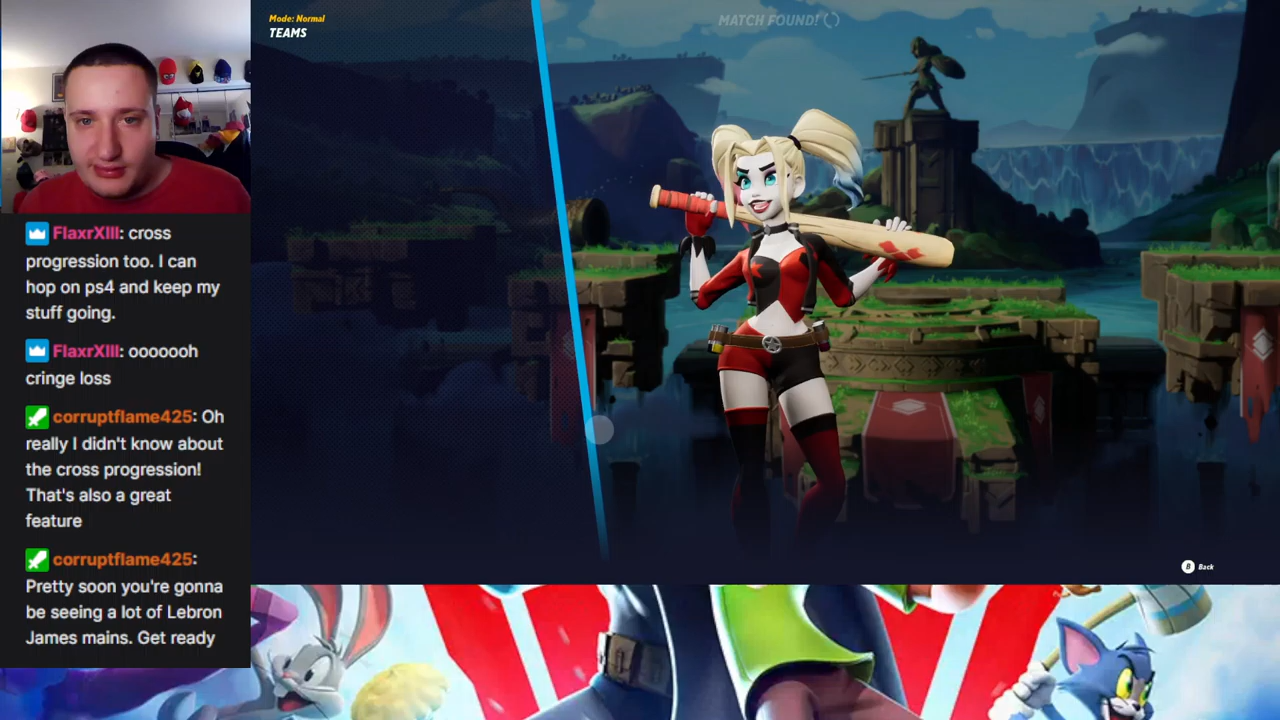 Mode: Normal
TEAMS
MATCH FOUND!
FlaxrXIII: cross
progression too. I can
hop on ps4 and keep my
stuff going.
FlaxrXIII: ooooooh
cringe loss
corruptflame425: Oh
really I didn't know about
the cross progression!
That's also a great
feature
corruptflame425:
Pretty soon you're gonna
be seeing a lot of Lebron
James mains. Get ready
B Back